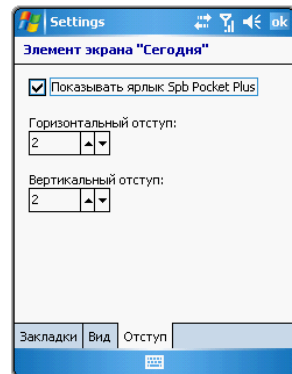 Settings ok
Элемент экрана "Сегодня"
Показывать ярлык Spb Pocket Plus
Горизонтальный отступ:
2
Вертикальный отступ:
2
Закладки Вид Отступ